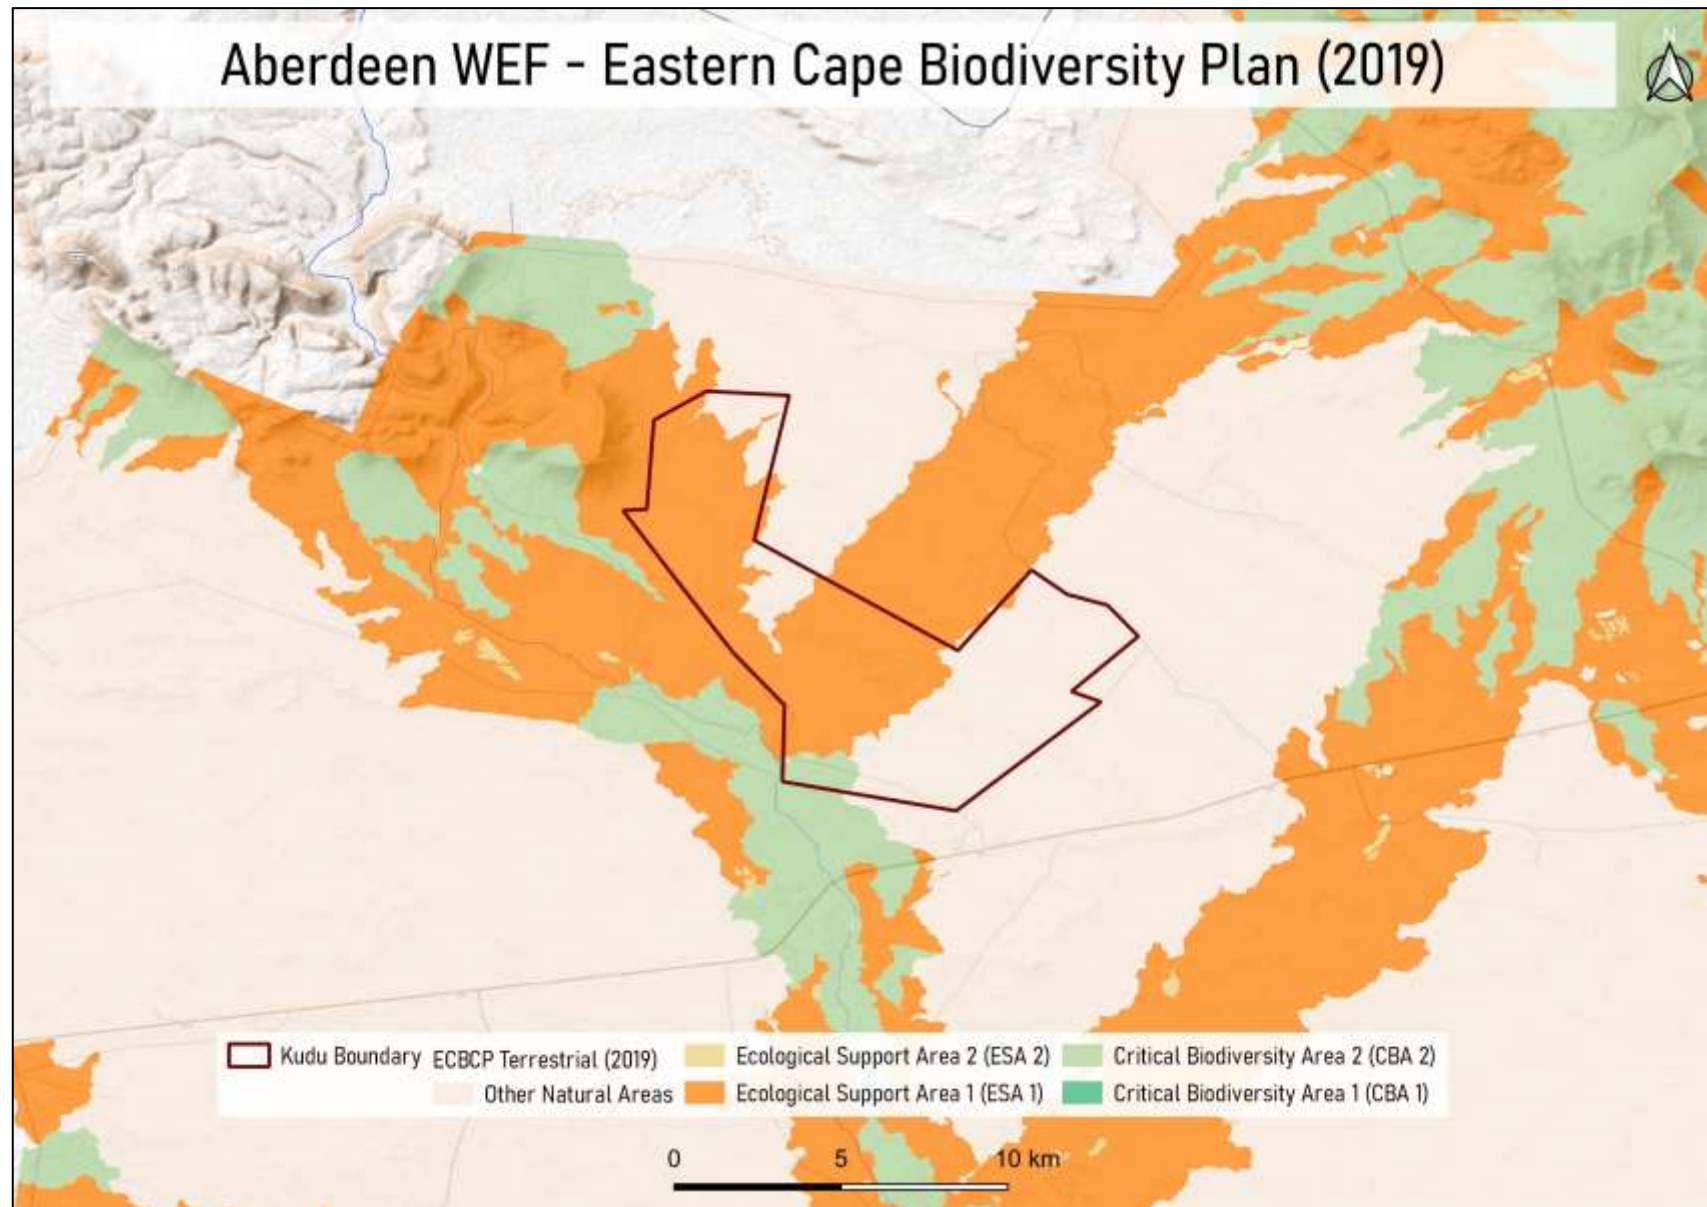 Aberdeen WEF - Eastern Cape Biodiversity Plan (2019)
N
Kudu Boundary
ECBCP Terrestrial (2019)
Other Natural Areas
Ecological Support Area 2 (ESA 2)
Ecological Support Area 1 (ESA 1)
Critical Biodiversity Area 2 (CBA 2)
Critical Biodiversity Area 1 (CBA 1)
0 5 10 km